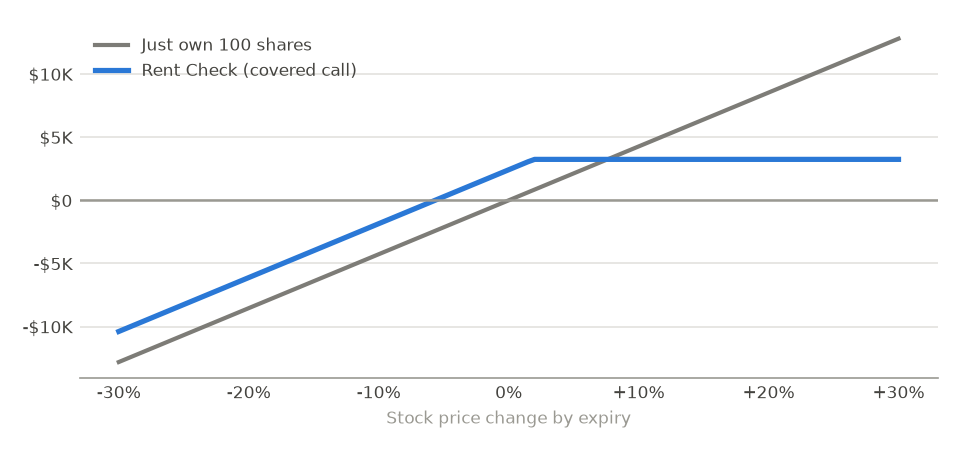 Just own 100 shares
Rent Check (covered call)
$10K
$5K
$0
-$5K
-$10K
-30% -20% -10% 0% +10% +20% +30%
Stock price change by expiry